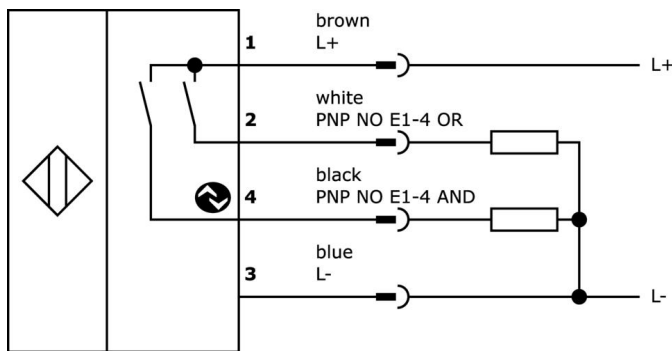 brown
1 L+
L+
white
2 PNP NO E1-4 OR
black
4 PNP NO E1-4 AND
blue
3 L-
L-